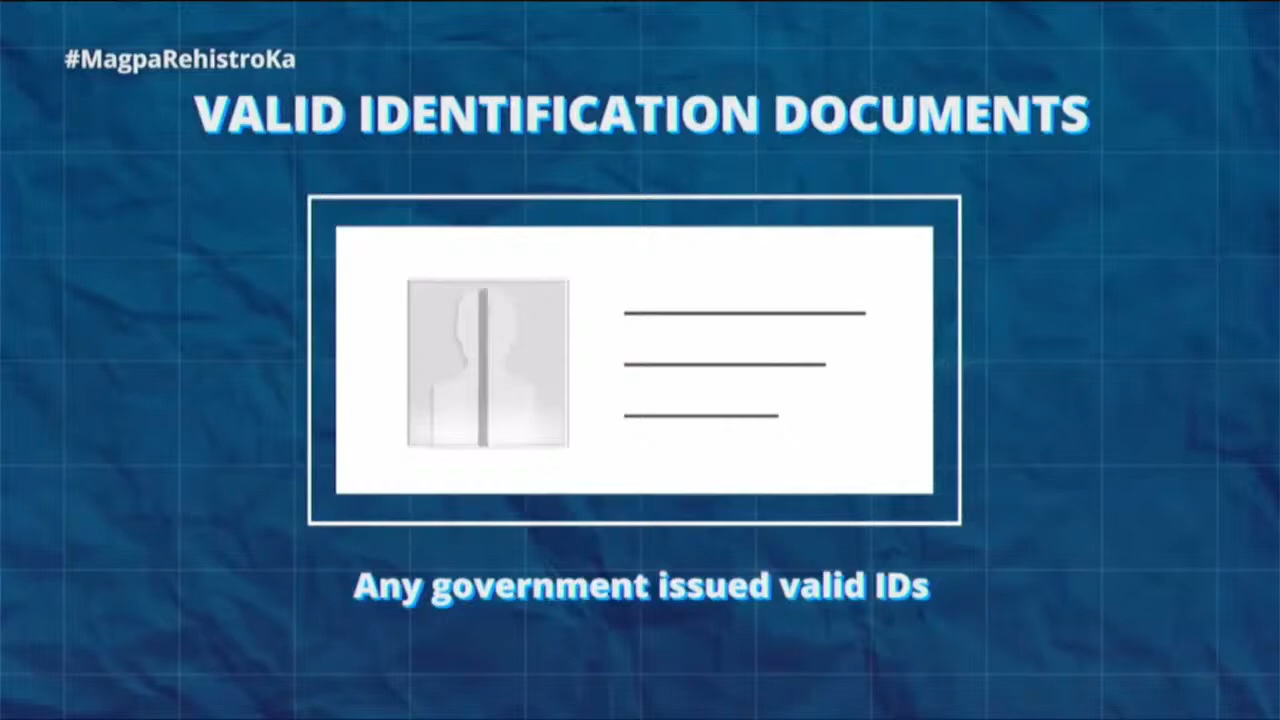 #MagpaRehistroKa
VALID IDENTIFICATION DOCUMENTS
Any government issued valid IDs